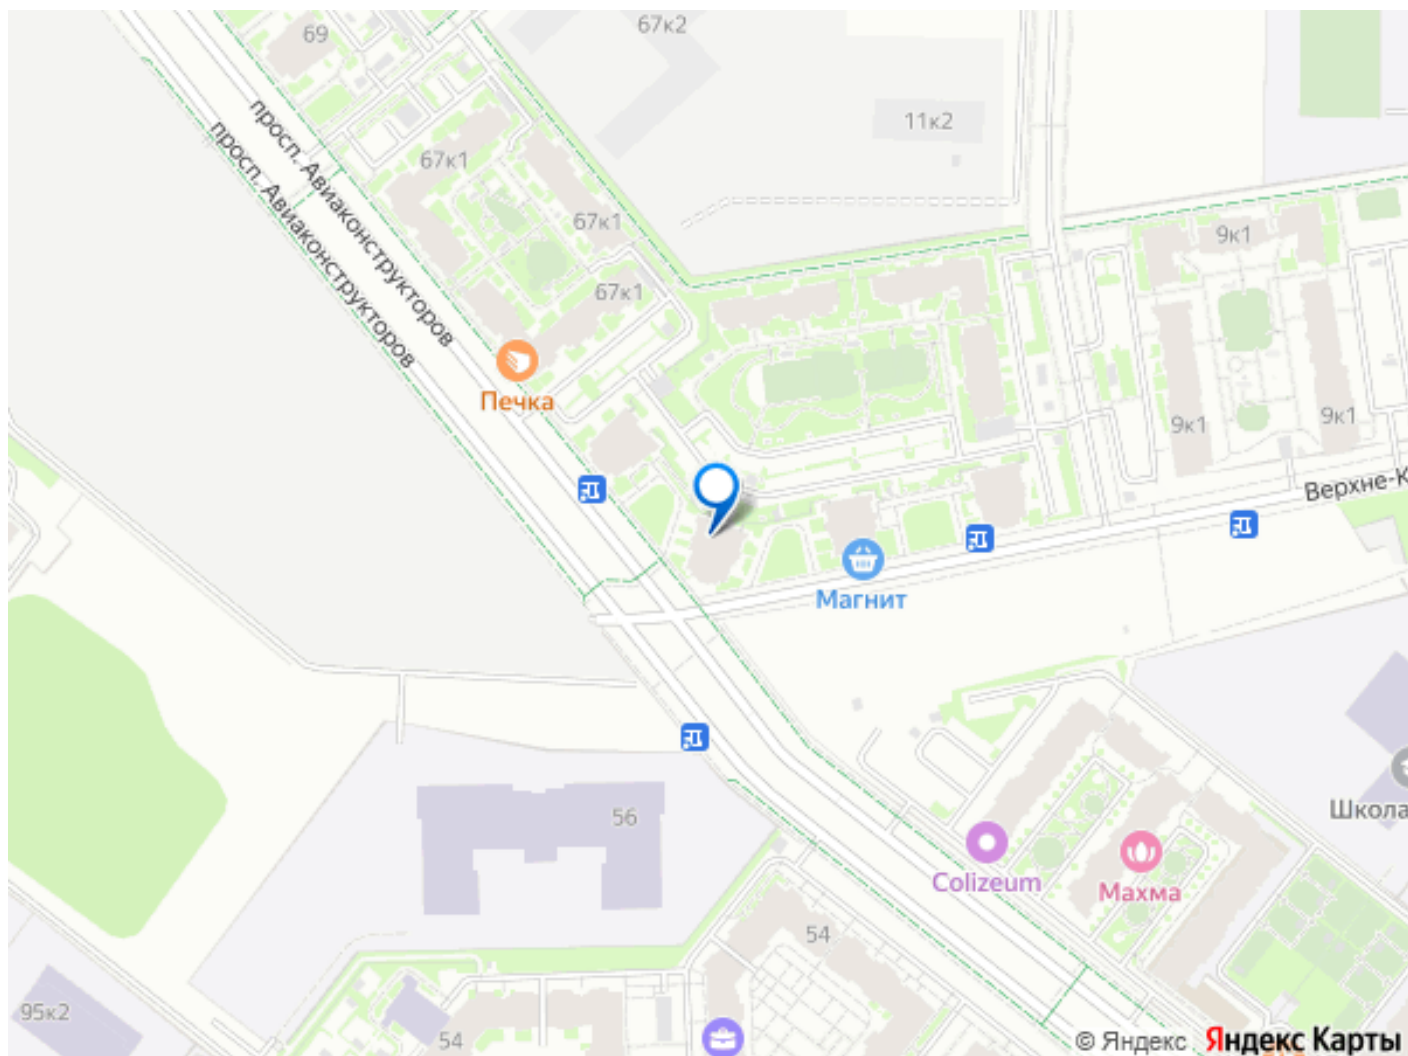 69
67к2
11к2
просп. Авиаконструкторов
просп. Авиаконструкторов
67к1
67к1
9к1
67к1
Печка
9к1
9к1
Верхне-К
Магнит
56
Школа
Colizeum
Махма
54
95к2
54
© Яндекс Яндекс Карты